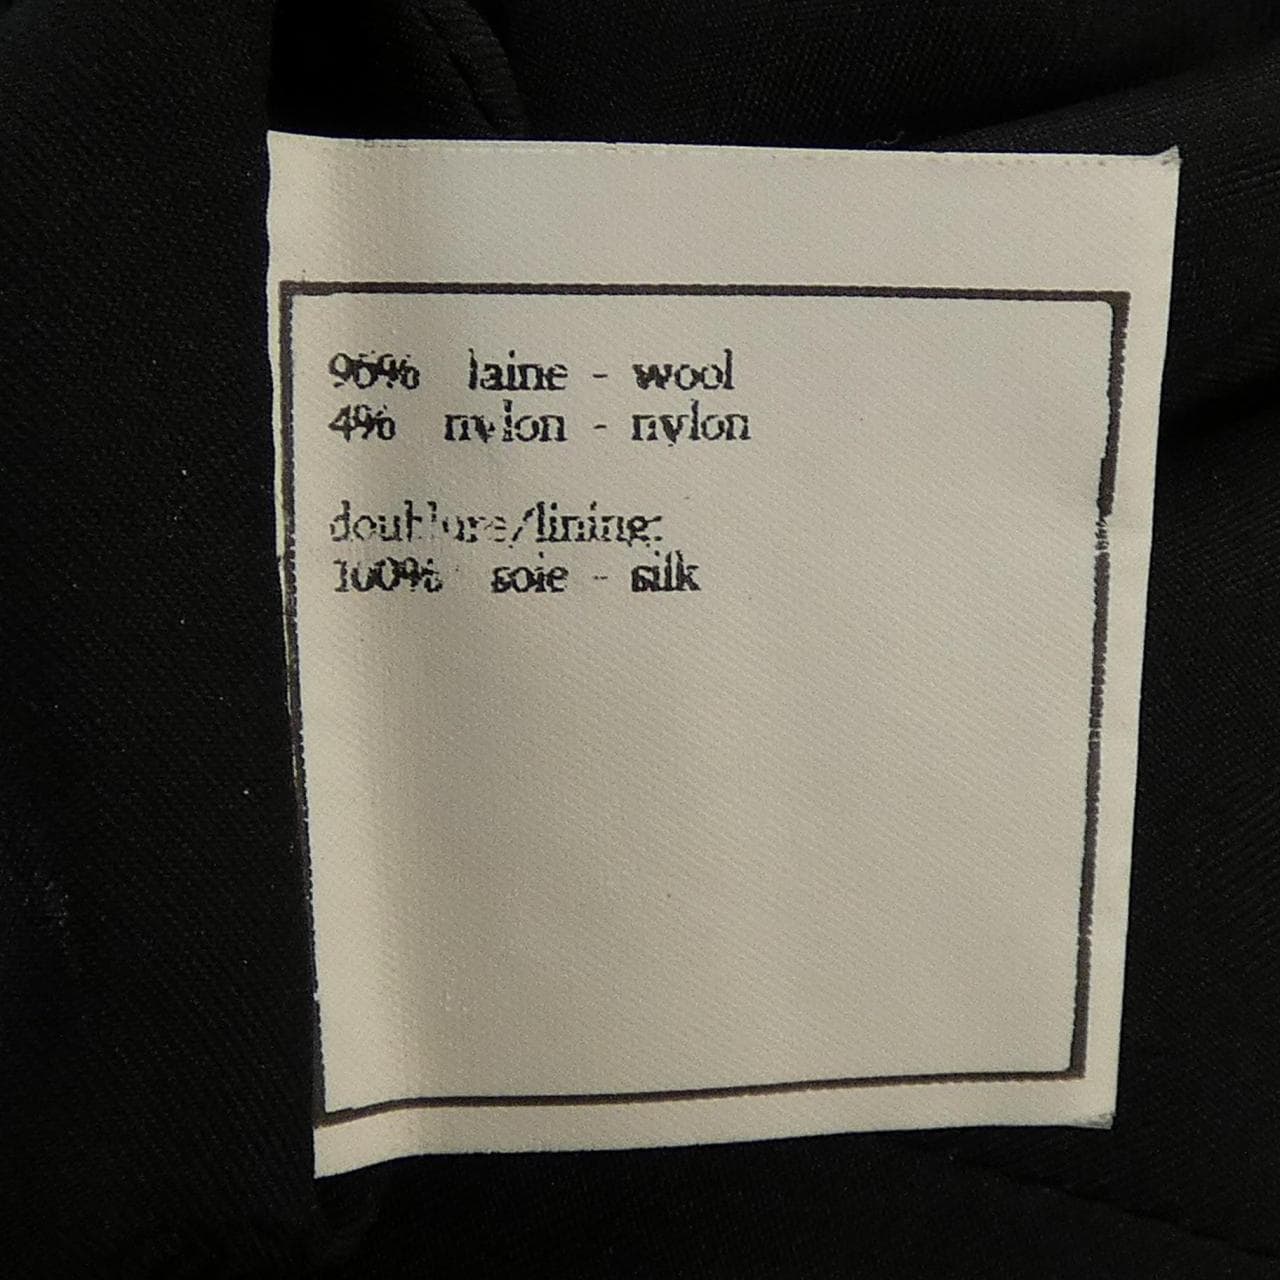 96% laine - wool
4% nylon - nylon
doublure/lining:
100% soie - silk